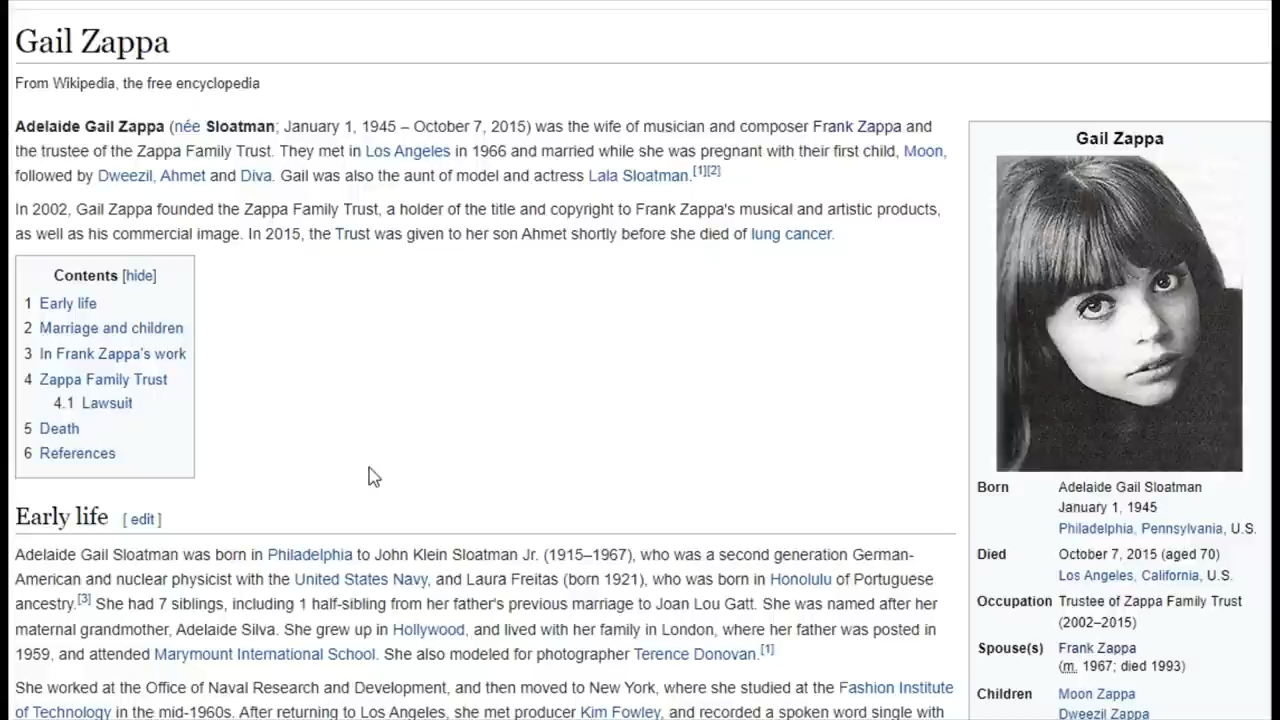 Gail Zappa
From Wikipedia, the free encyclopedia
Adelaide Gail Zappa (née Sloatman; January 1, 1945 – October 7, 2015) was the wife of musician and composer Frank Zappa and
the trustee of the Zappa Family Trust. They met in Los Angeles in 1966 and married while she was pregnant with their first child, Moon,
followed by Dweezil, Ahmet and Diva. Gail was also the aunt of model and actress Lala Sloatman.[1][2]
In 2002, Gail Zappa founded the Zappa Family Trust, a holder of the title and copyright to Frank Zappa's musical and artistic products,
as well as his commercial image. In 2015, the Trust was given to her son Ahmet shortly before she died of lung cancer.
Contents [hide]
1 Early life
2 Marriage and children
3 In Frank Zappa's work
4 Zappa Family Trust
4.1 Lawsuit
5 Death
6 References
Early life [ edit ]
Adelaide Gail Sloatman was born in Philadelphia to John Klein Sloatman Jr. (1915–1967), who was a second generation German-
American and nuclear physicist with the United States Navy, and Laura Freitas (born 1921), who was born in Honolulu of Portuguese
ancestry.[3] She had 7 siblings, including 1 half-sibling from her father's previous marriage to Joan Lou Gatt. She was named after her
maternal grandmother, Adelaide Silva. She grew up in Hollywood, and lived with her family in London, where her father was posted in
1959, and attended Marymount International School. She also modeled for photographer Terence Donovan.[1]
She worked at the Office of Naval Research and Development, and then moved to New York, where she studied at the Fashion Institute
of Technology in the mid-1960s. After returning to Los Angeles, she met producer Kim Fowley, and recorded a spoken word single with
Gail Zappa
Born Adelaide Gail Sloatman
January 1, 1945
Philadelphia, Pennsylvania, U.S.
Died October 7, 2015 (aged 70)
Los Angeles, California, U.S.
Occupation Trustee of Zappa Family Trust
(2002–2015)
Spouse(s) Frank Zappa
(m. 1967; died 1993)
Children Moon Zappa
Dweezil Zappa